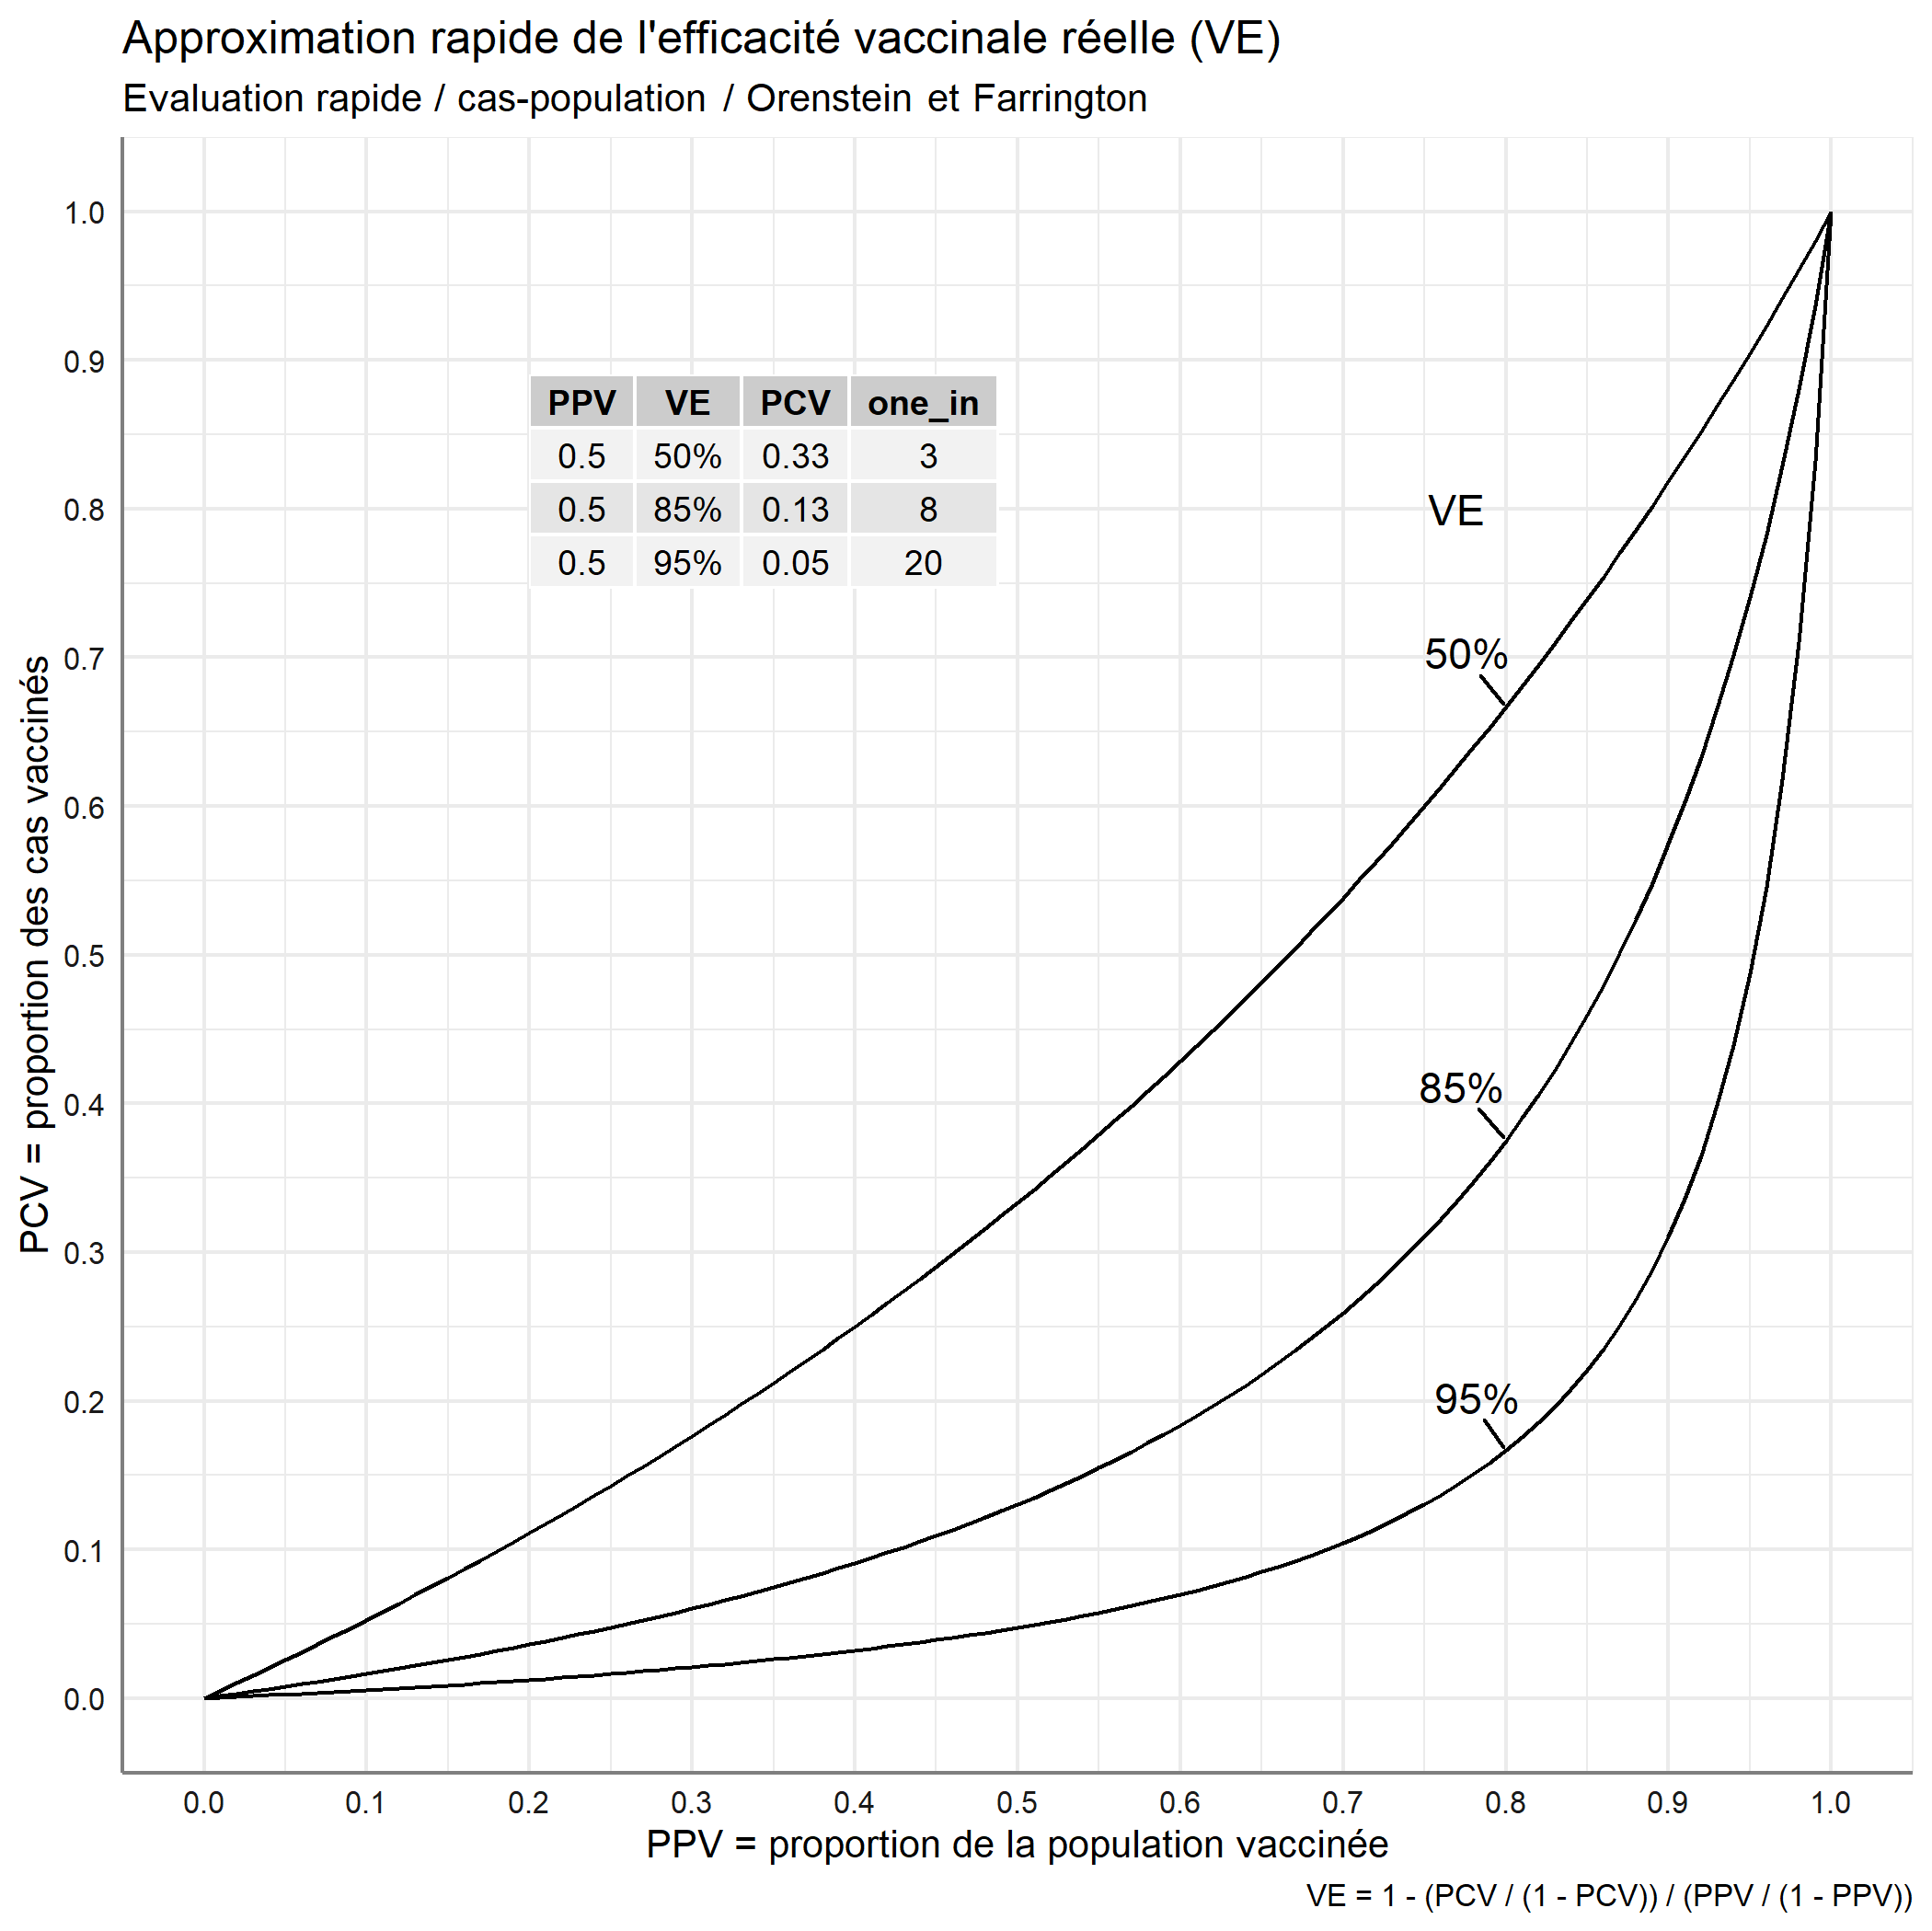 Approximation rapide de l'efficacité vaccinale réelle (VE)
Evaluation rapide / cas-population / Orenstein et Farrington
PCV = proportion des cas vaccinés
1.0
0.9
0.8
0.7
0.6
0.5
0.4
0.3
0.2
0.1
0.0
PPV VE PCV one_in
0.5 50% 0.33 3
0.5 85% 0.13 8
0.5 95% 0.05 20
VE
50%
85%
95%
0.0 0.1 0.2 0.3 0.4 0.5 0.6 0.7 0.8 0.9 1.0
PPV = proportion de la population vaccinée
VE = 1 - (PCV / (1 - PCV)) / (PPV / (1 - PPV))